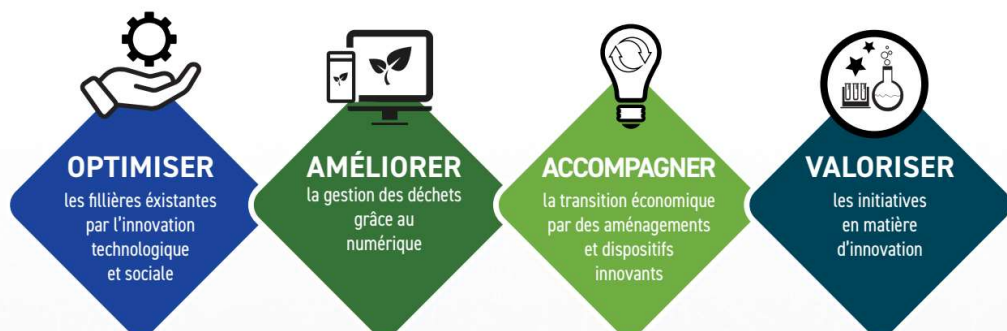 OPTIMISER
les fillières éxistantes
par l'innovation
technologique
et sociale
AMÉLIORER
la gestion des déchets
grâce au
numérique
ACCOMPAGNER
la transition économique
par des aménagements
et dispositifs
innovants
VALORISER
les initiatives
en matière
d'innovation